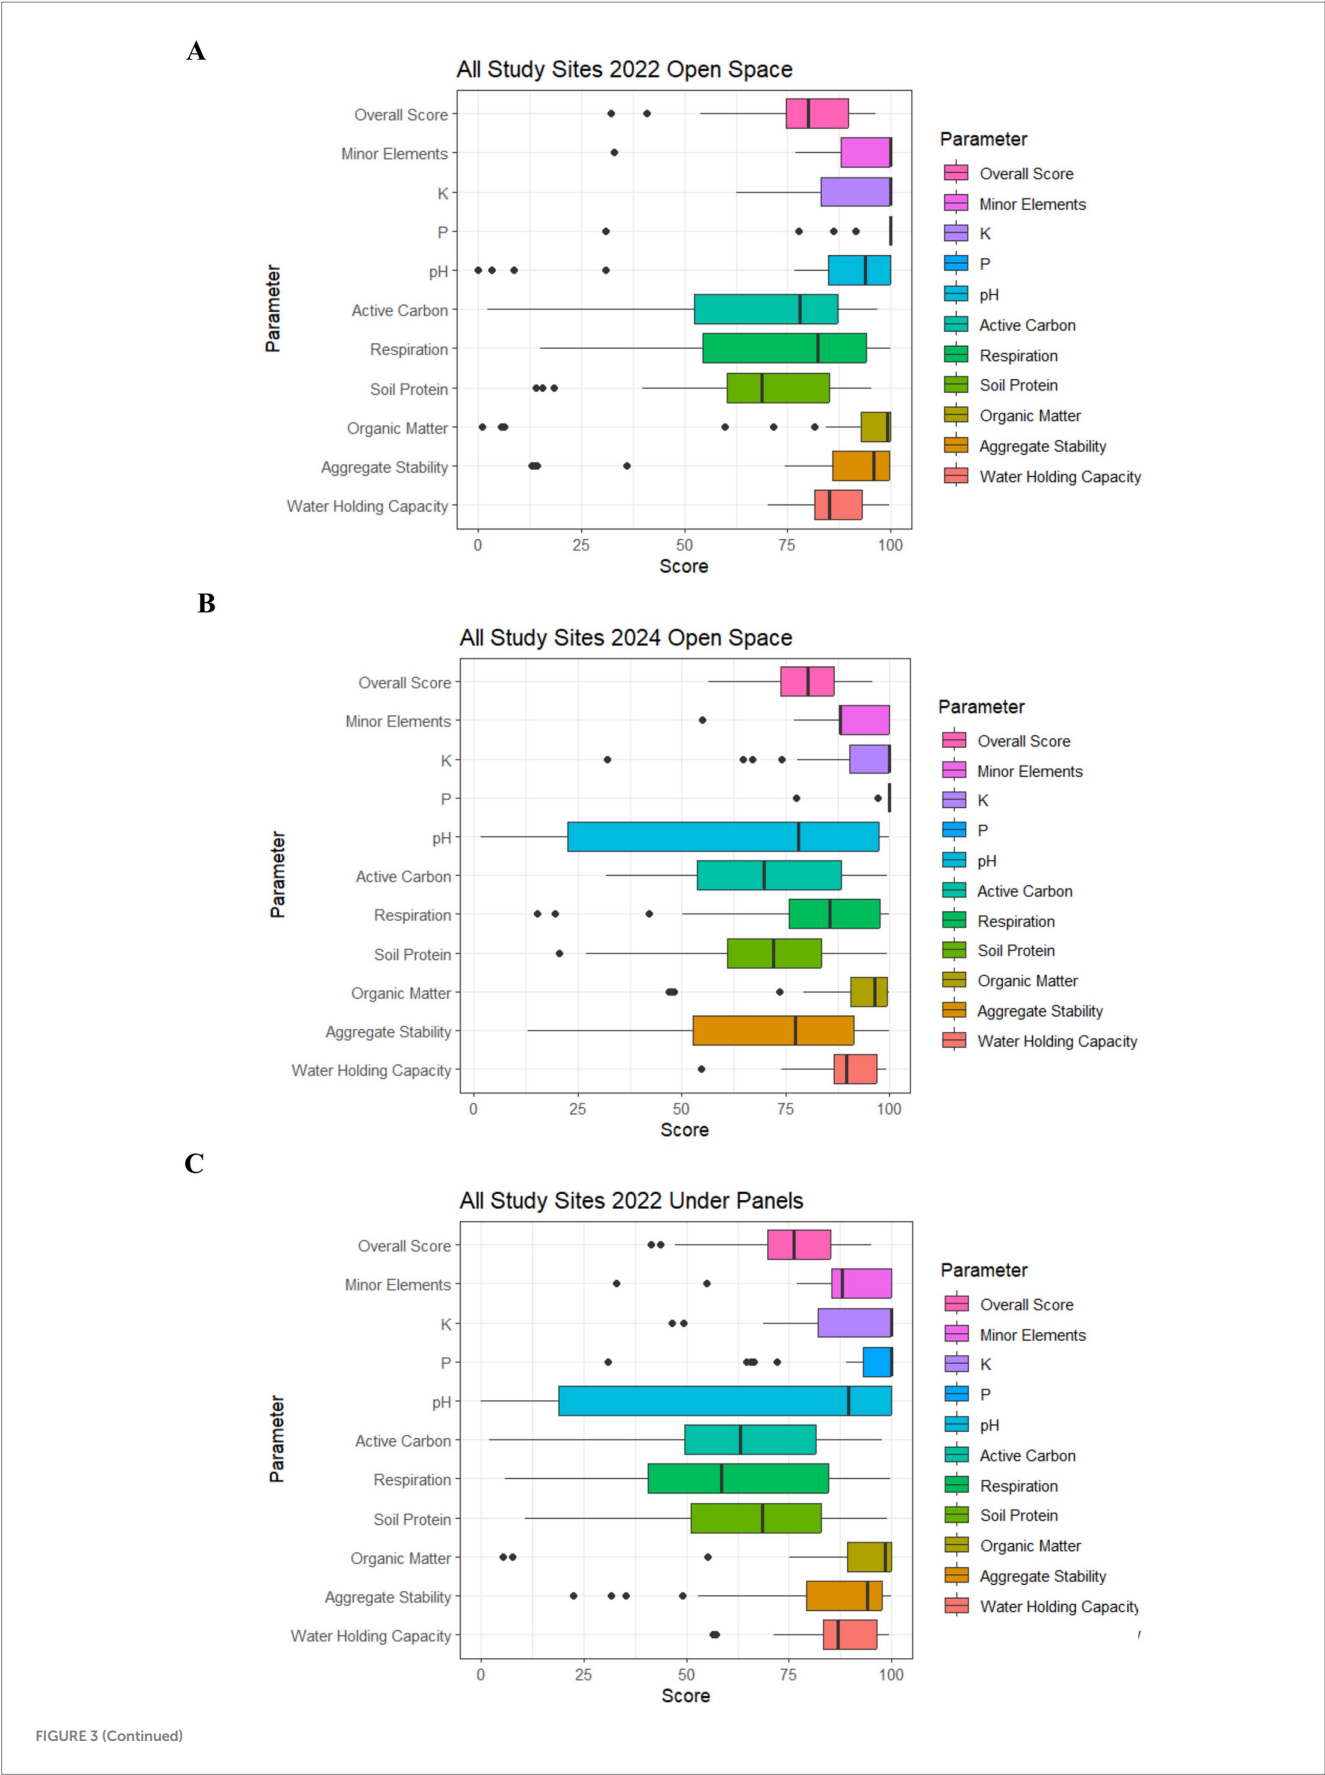 A
All Study Sites 2022 Open Space
Parameter
Overall Score
Minor Elements
K
P
pH
Active Carbon
Respiration
Soil Protein
Organic Matter
Aggregate Stability
Water Holding Capacity
0 25 50 75 100
Score
Parameter
Overall Score
Minor Elements
K
P
pH
Active Carbon
Respiration
Soil Protein
Organic Matter
Aggregate Stability
Water Holding Capacity
B
All Study Sites 2024 Open Space
Parameter
Overall Score
Minor Elements
K
P
pH
Active Carbon
Respiration
Soil Protein
Organic Matter
Aggregate Stability
Water Holding Capacity
0 25 50 75 100
Score
Parameter
Overall Score
Minor Elements
K
P
pH
Active Carbon
Respiration
Soil Protein
Organic Matter
Aggregate Stability
Water Holding Capacity
C
All Study Sites 2022 Under Panels
Parameter
Overall Score
Minor Elements
K
P
pH
Active Carbon
Respiration
Soil Protein
Organic Matter
Aggregate Stability
Water Holding Capacity
0 25 50 75 100
Score
Parameter
Overall Score
Minor Elements
K
P
pH
Active Carbon
Respiration
Soil Protein
Organic Matter
Aggregate Stability
Water Holding Capacity
FIGURE 3 (Continued)